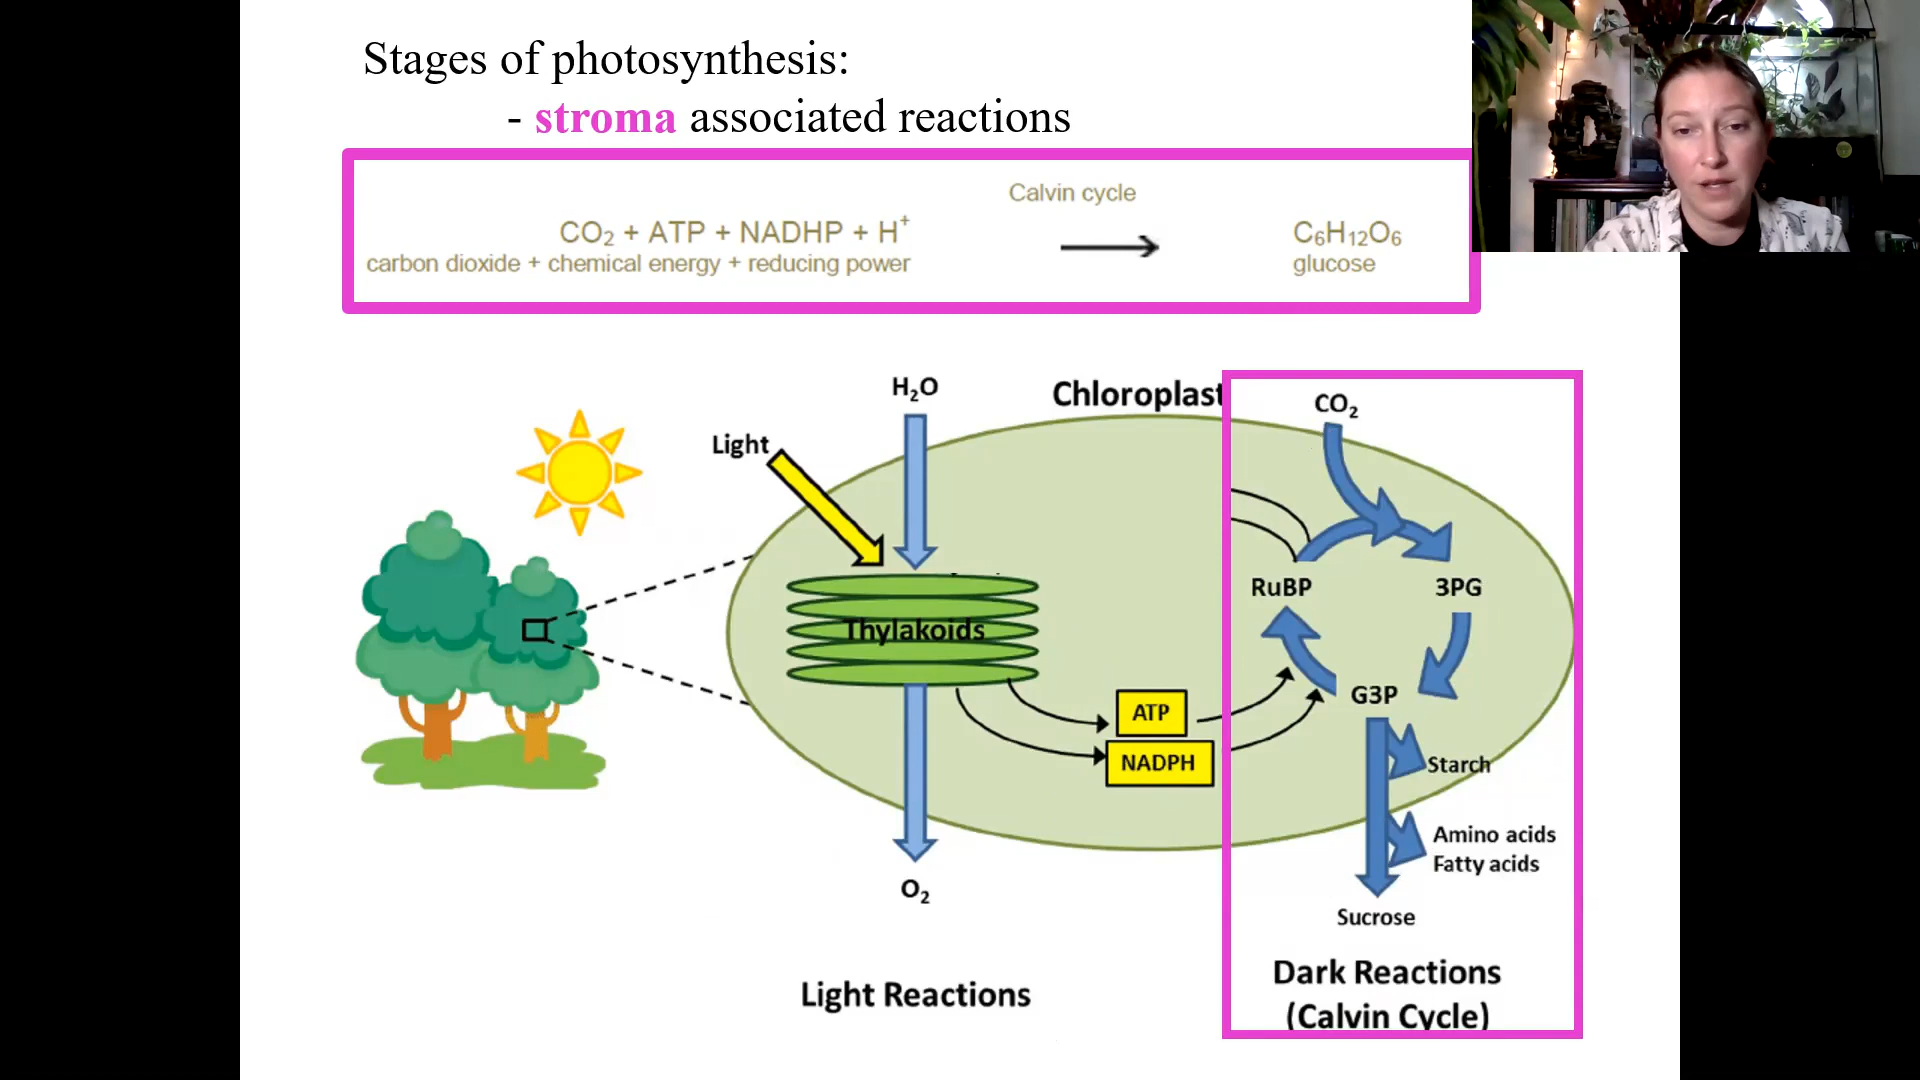 Stages of photosynthesis:
- stroma associated reactions
Calvin cycle
CO₂ + ATP + NADHP + H⁺
C₆H₁₂O₆
carbon dioxide + chemical energy + reducing power
glucose
H₂O
Chloroplast
CO₂
Light
RuBP
3PG
Thylakoids
G3P
ATP
NADPH
Starch
Amino acids
Fatty acids
O₂
Sucrose
Light Reactions
Dark Reactions
(Calvin Cycle)